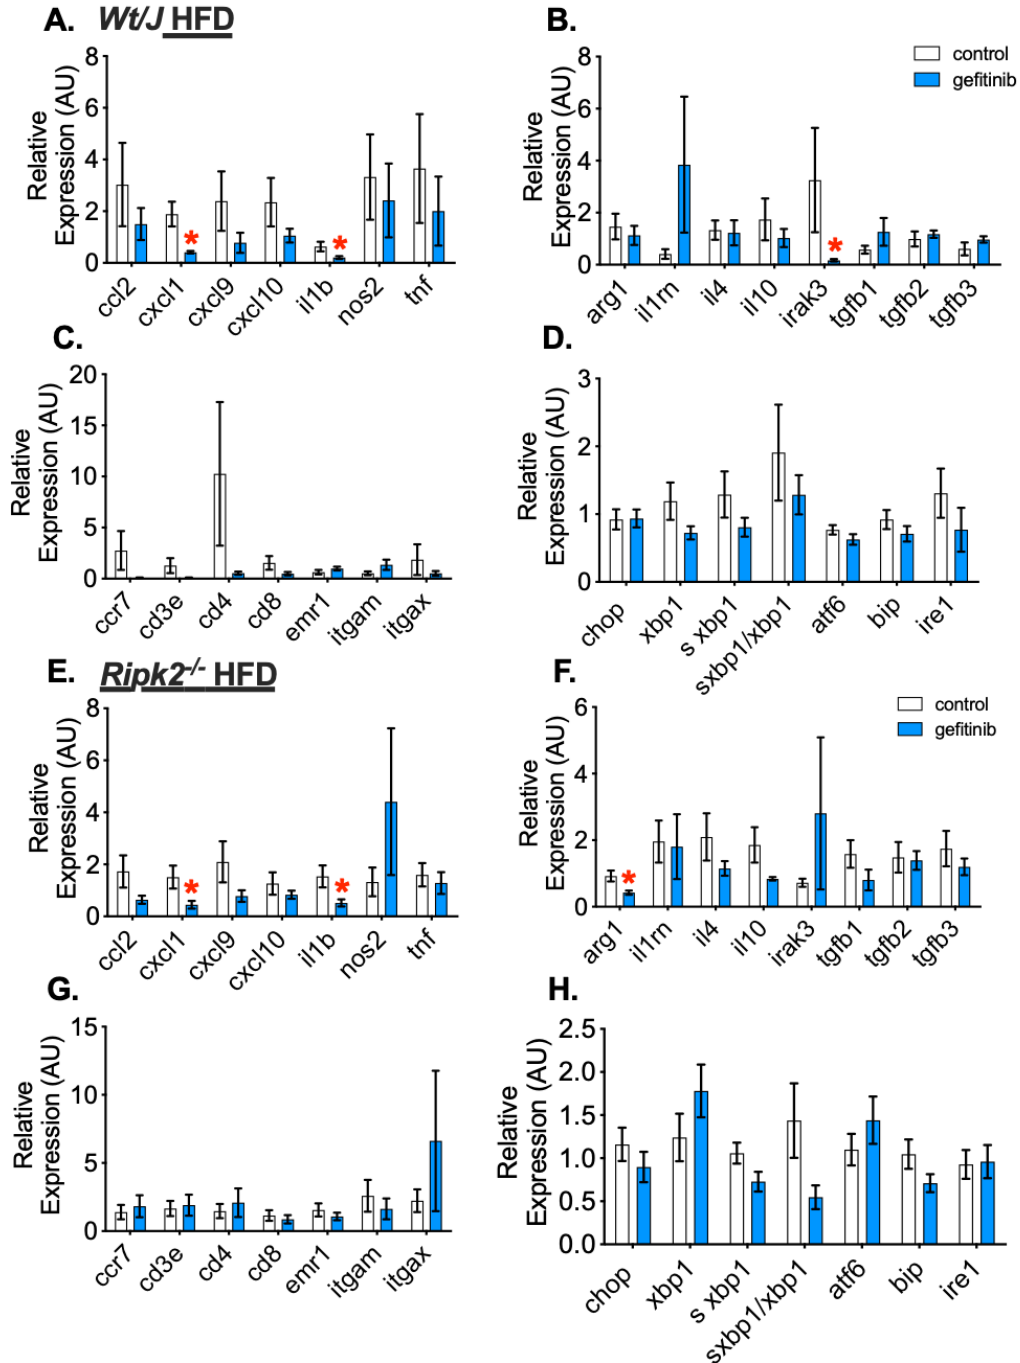 A. Wt/J HFD
B.
control
gefitinib
Relative
Expression (AU)
8
6
4
2
0
ccl2 cxcl1 cxcl9 cxcl10 il1b nos2 tnf
* *
Relative
Expression (AU)
8
6
4
2
0
arg1 il1rn il4 il10 irak3 tgfb1 tgfb2 tgfb3
*
C.
Relative
Expression (AU)
20
15
10
5
0
ccr7 cd3e cd4 cd8 emr1 itgam itgax
D.
Relative
Expression (AU)
3
2
1
0
chop xbp1 s xbp1 sxbp1/xbp1 atf6 bip ire1
E. Ripk2-/- HFD
Relative
Expression (AU)
8
6
4
2
0
ccl2 cxcl1 cxcl9 cxcl10 il1b nos2 tnf
* *
F.
control
gefitinib
Relative
Expression (AU)
6
4
2
0
arg1 il1rn il4 il10 irak3 tgfb1 tgfb2 tgfb3
*
G.
Relative
Expression (AU)
15
10
5
0
ccr7 cd3e cd4 cd8 emr1 itgam itgax
H.
Relative
Expression (AU)
2.5
2.0
1.5
1.0
0.5
0.0
chop xbp1 s xbp1 sxbp1/xbp1 atf6 bip ire1